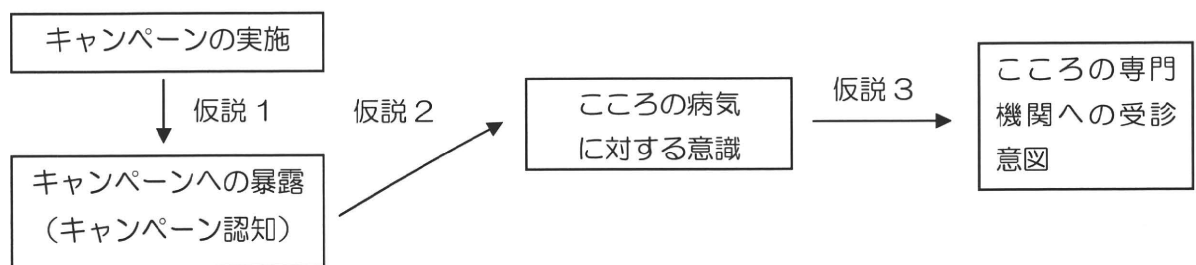 キャンペーンの実施
仮説1
キャンペーンへの暴露
（キャンペーン認知）
仮説2
こころの病気
に対する意識
仮説3
こころの専門
機関への受診
意図